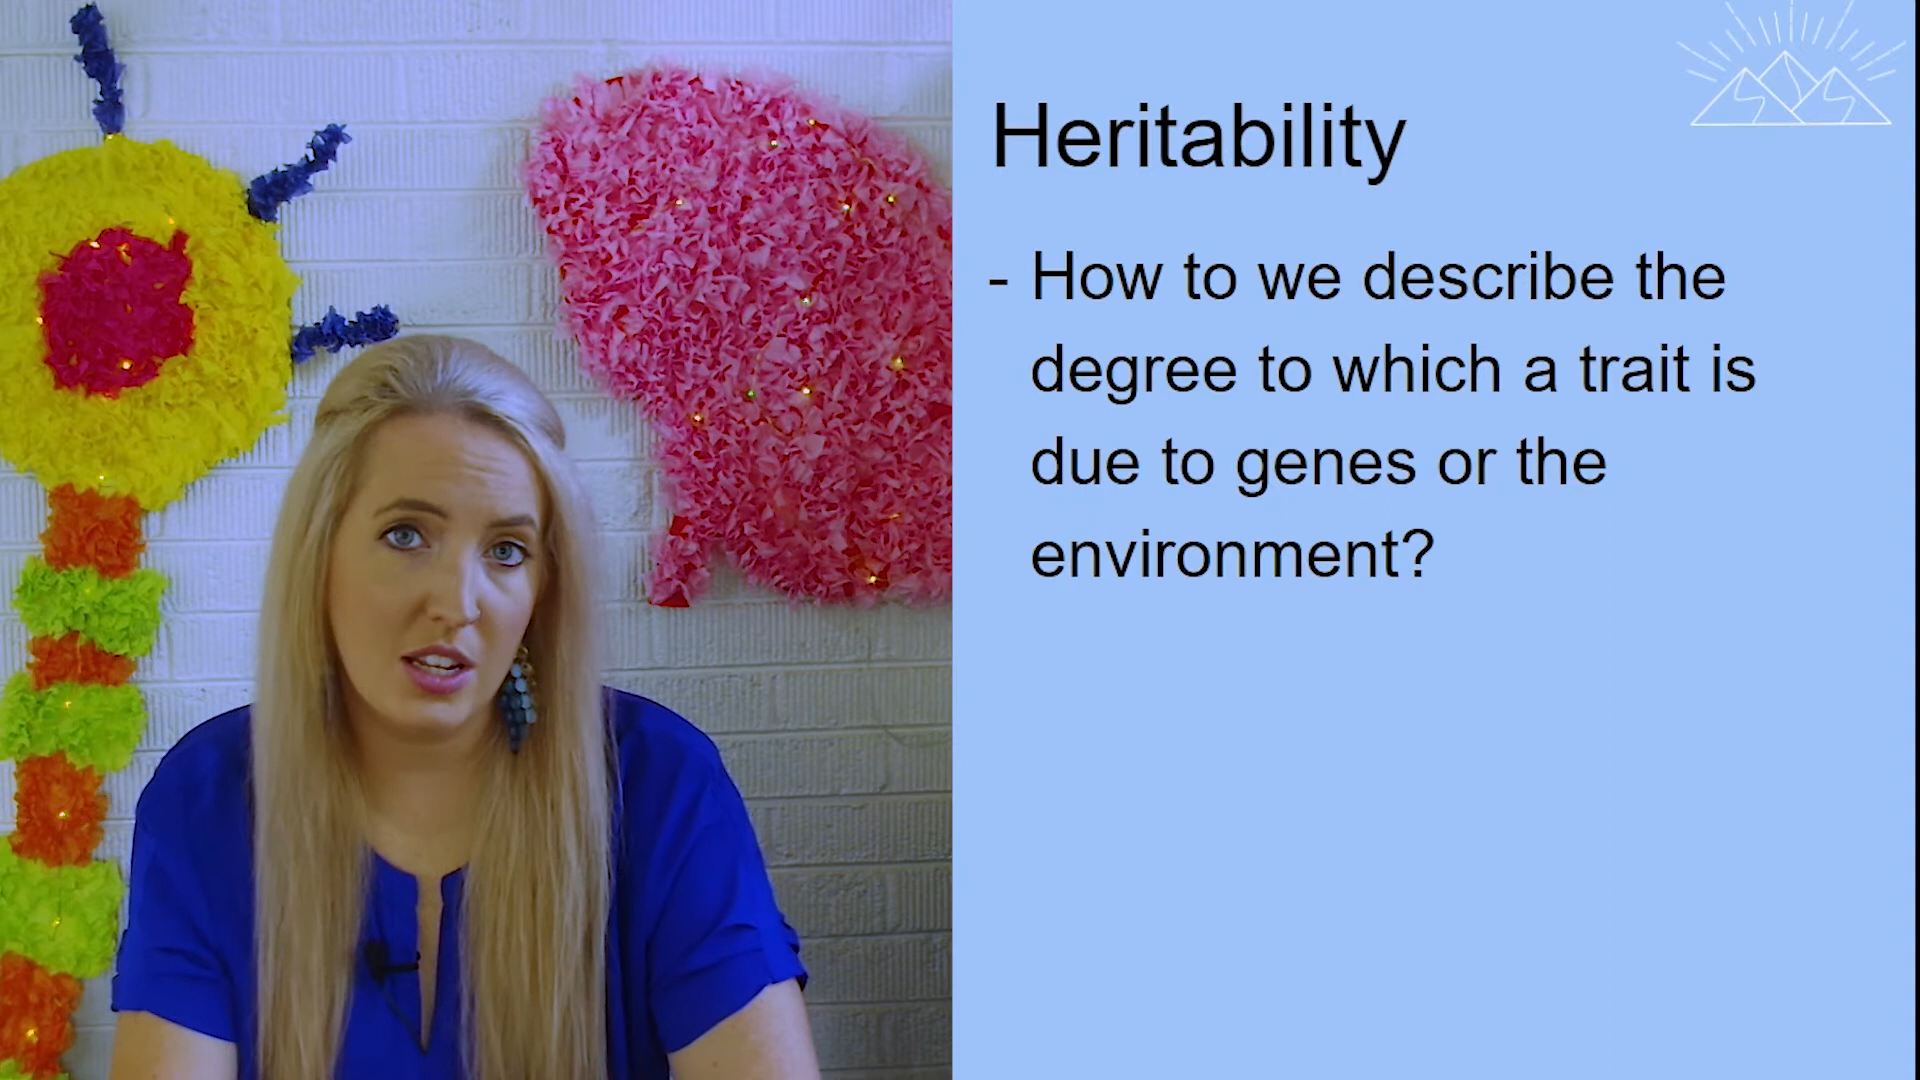 Heritability
- How to we describe the
degree to which a trait is
due to genes or the
environment?